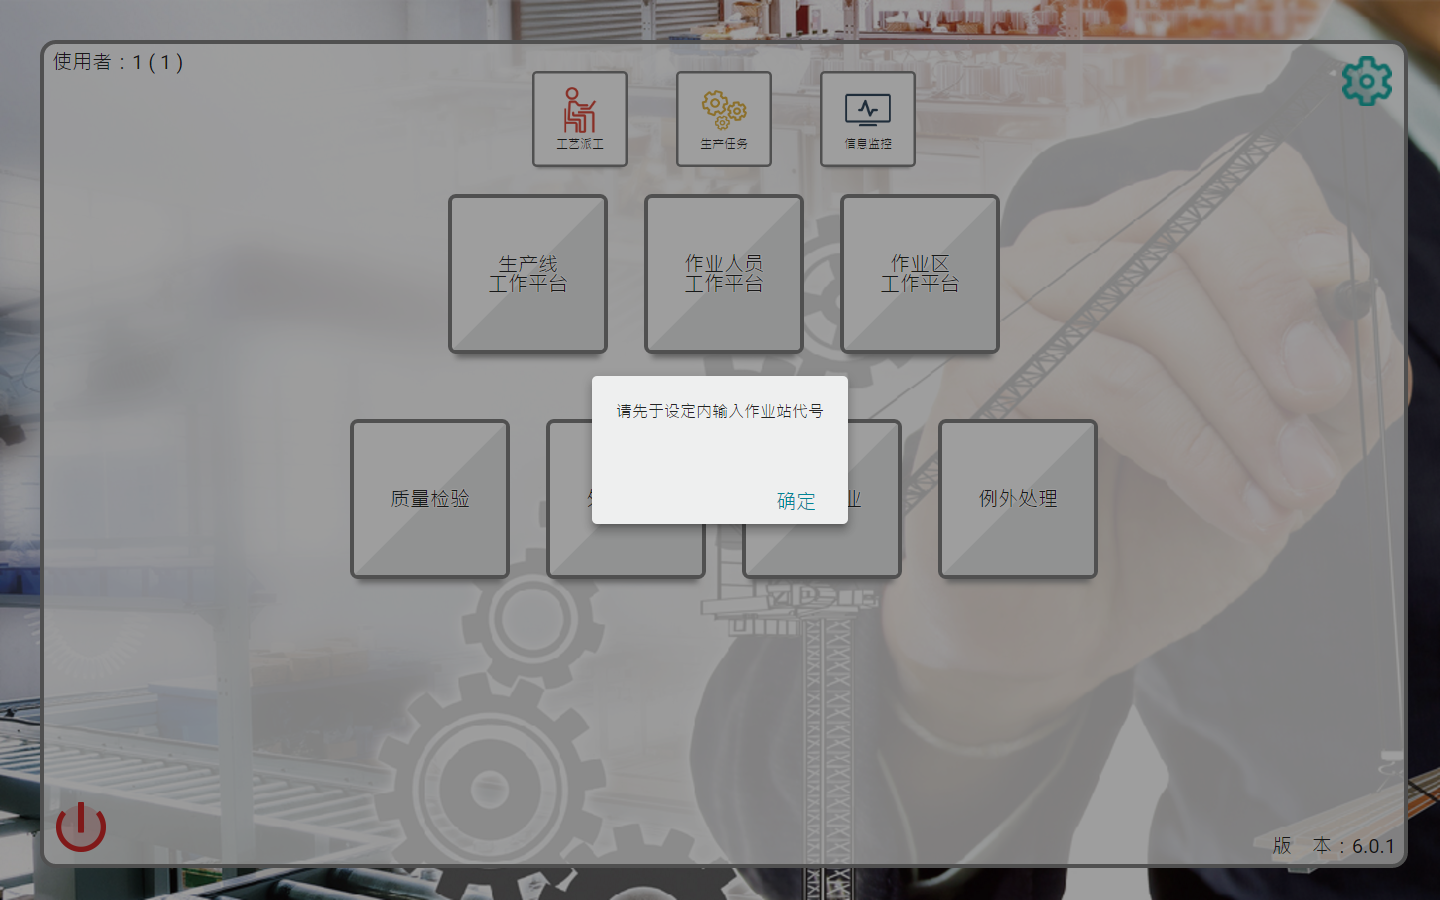 使用者 : 1 ( 1 )
工艺派工
生产任务
信息监控
生产线
工作平台
作业人员
工作平台
作业区
工作平台
请先于设定内输入作业站代号
确定
质量检验
业
例外处理
版 本 : 6.0.1